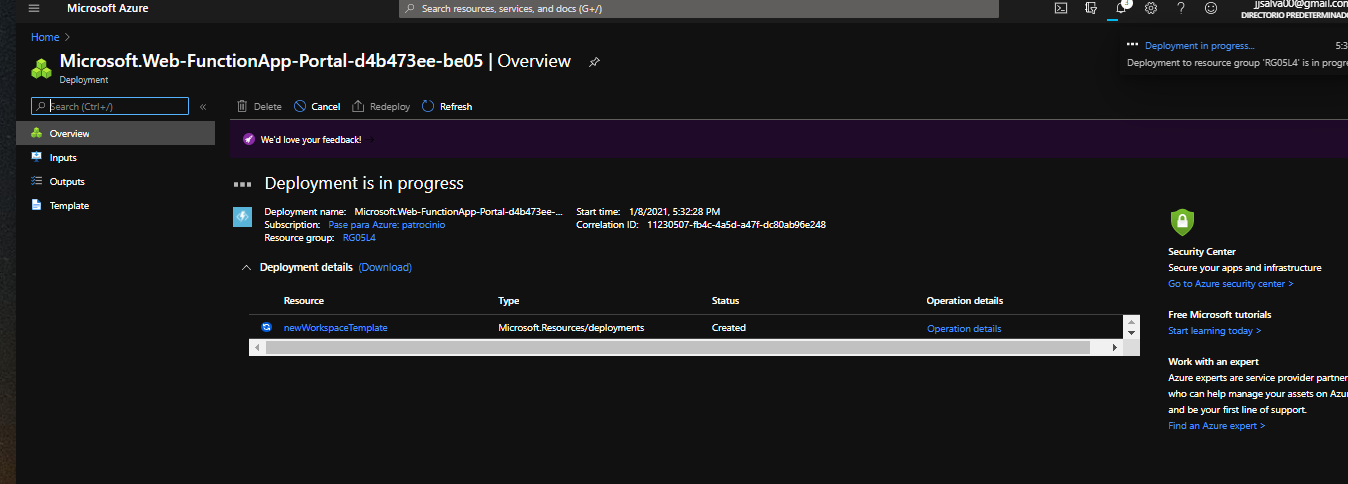 Microsoft Azure
Search resources, services, and docs (G+/)
3
jjsalva00@gmail.com
DIRECTORIO PREDETERMINADO
Home >
Microsoft.Web-FunctionApp-Portal-d4b473ee-be05 | Overview
Deployment
Deployment in progress...
5:3
Deployment to resource group 'RG05L4' is in progre
Search (Ctrl+/)
«
Delete
Cancel
Redeploy
Refresh
Overview
Inputs
Outputs
Template
We'd love your feedback! →
Deployment is in progress
Deployment name: Microsoft.Web-FunctionApp-Portal-d4b473ee-...
Subscription: Pase para Azure: patrocinio
Resource group: RG05L4
Start time: 1/8/2021, 5:32:28 PM
Correlation ID: 11230507-fb4c-4a5d-a47f-dc80ab96e248
Deployment details (Download)
Resource Type Status Operation details
newWorkspaceTemplate Microsoft.Resources/deployments Created Operation details
Security Center
Secure your apps and infrastructure
Go to Azure security center >
Free Microsoft tutorials
Start learning today >
Work with an expert
Azure experts are service provider partner
who can help manage your assets on Azu
and be your first line of support.
Find an Azure expert >